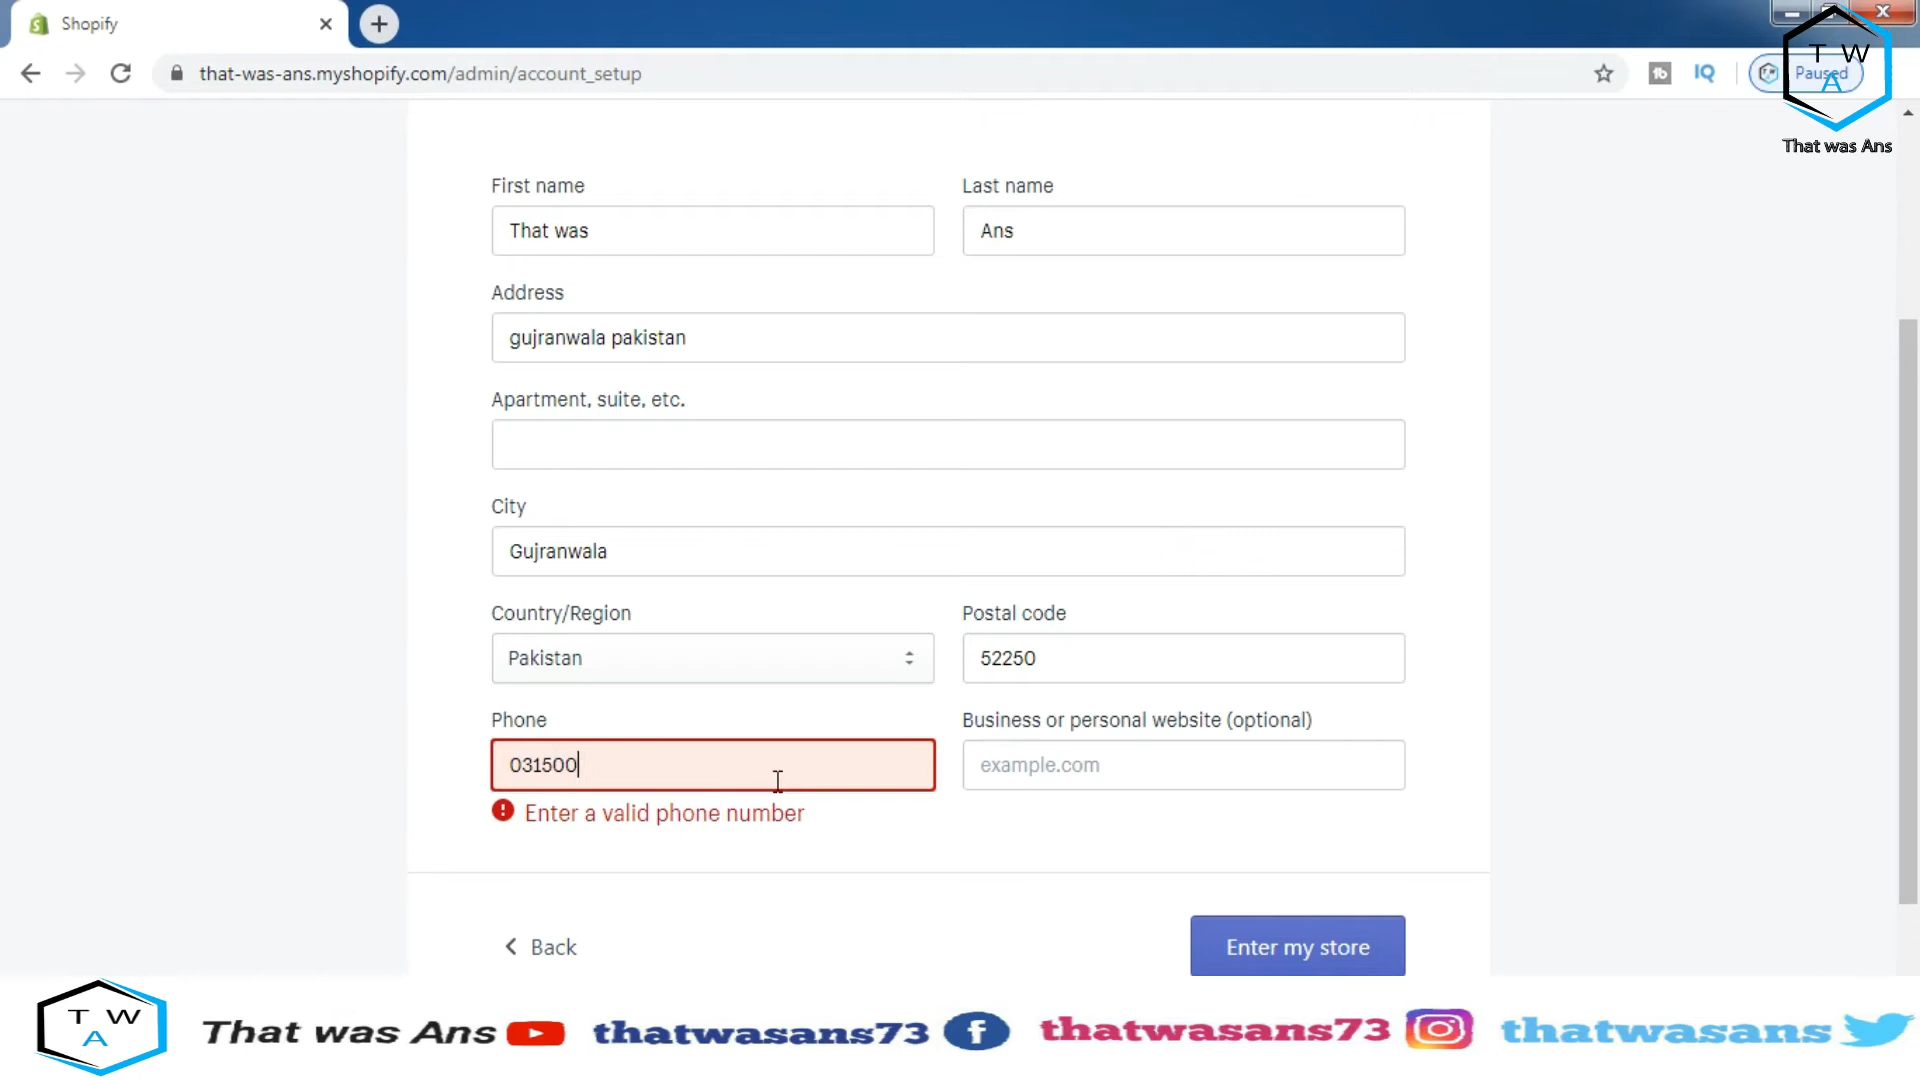 Shopify
that-was-ans.myshopify.com/admin/account_setup
tb
IQ
Paused
T W
A
That was Ans
First name
Last name
That was
Ans
Address
gujranwala pakistan
Apartment, suite, etc.
City
Gujranwala
Country/Region
Postal code
Pakistan
52250
Phone
Business or personal website (optional)
031500
example.com
Enter a valid phone number
Back
Enter my store
T W
A
That was Ans
thatwasans73
thatwasans73
thatwasans